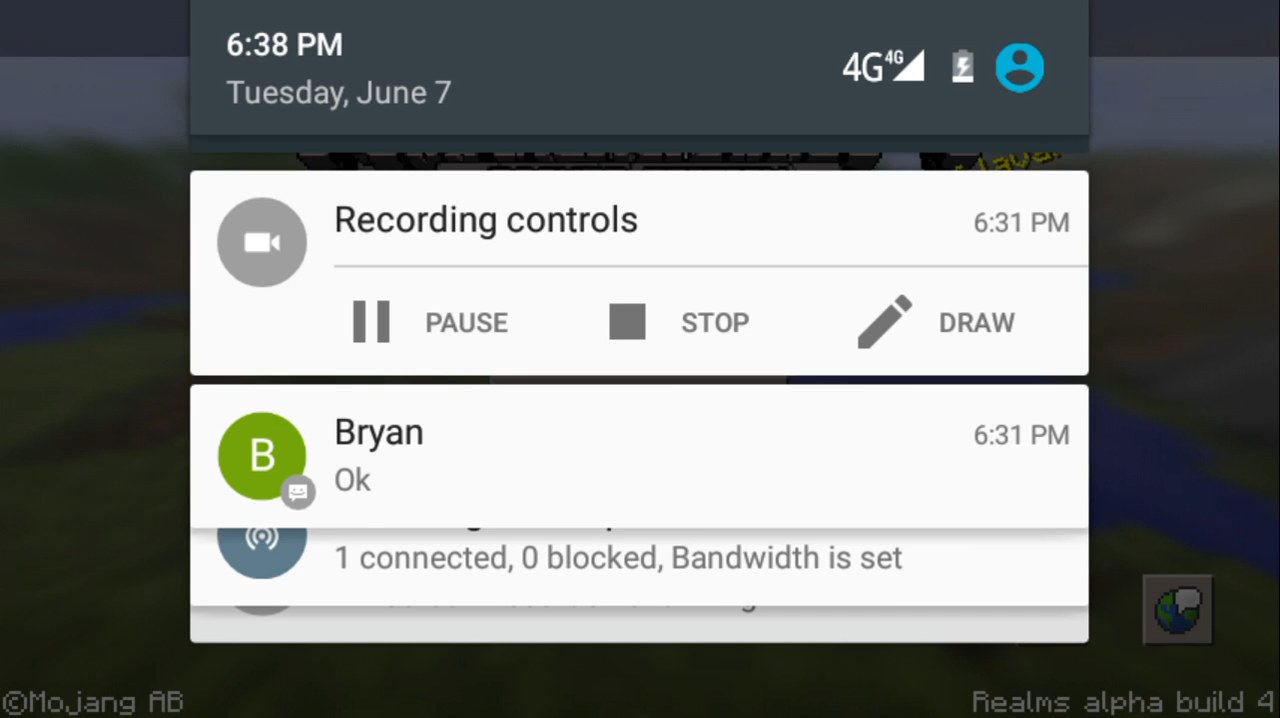 6:38 PM
4G 4G
Tuesday, June 7
Recording controls 6:31 PM
PAUSE STOP DRAW
B Bryan 6:31 PM
Ok
1 connected, 0 blocked, Bandwidth is set
©Mojang AB Realms alpha build 4